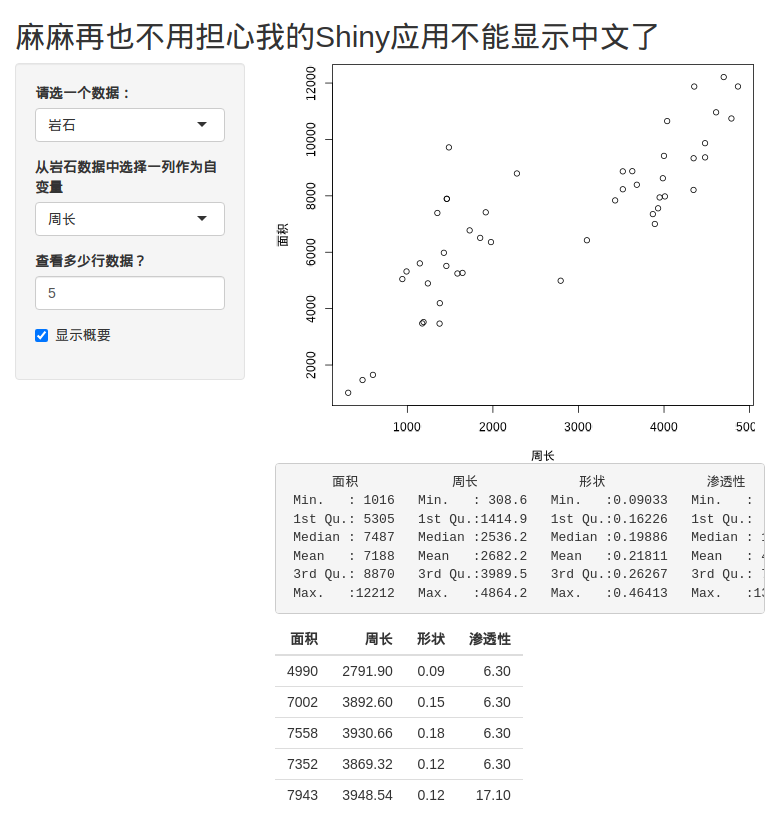 麻麻再也不用担心我的Shiny应用不能显示中文了
请选一个数据：
岩石
从岩石数据中选择一列作为自
变量
周长
查看多少行数据？
5
显示概要
12000
10000
8000
6000
4000
2000
面积
1000 2000 3000 4000 500
周长
面积 周长 形状 渗透性
Min. : 1016 Min. : 308.6 Min. :0.09033 Min. :
1st Qu.: 5305 1st Qu.:1414.9 1st Qu.:0.16226 1st Qu.:
Median : 7487 Median :2536.2 Median :0.19886 Median :
Mean : 7188 Mean :2682.2 Mean :0.21811 Mean :
3rd Qu.: 8870 3rd Qu.:3989.5 3rd Qu.:0.26267 3rd Qu.:
Max. :12212 Max. :4864.2 Max. :0.46413 Max. :13
面积 周长 形状 渗透性
4990 2791.90 0.09 6.30
7002 3892.60 0.15 6.30
7558 3930.66 0.18 6.30
7352 3869.32 0.12 6.30
7943 3948.54 0.12 17.10